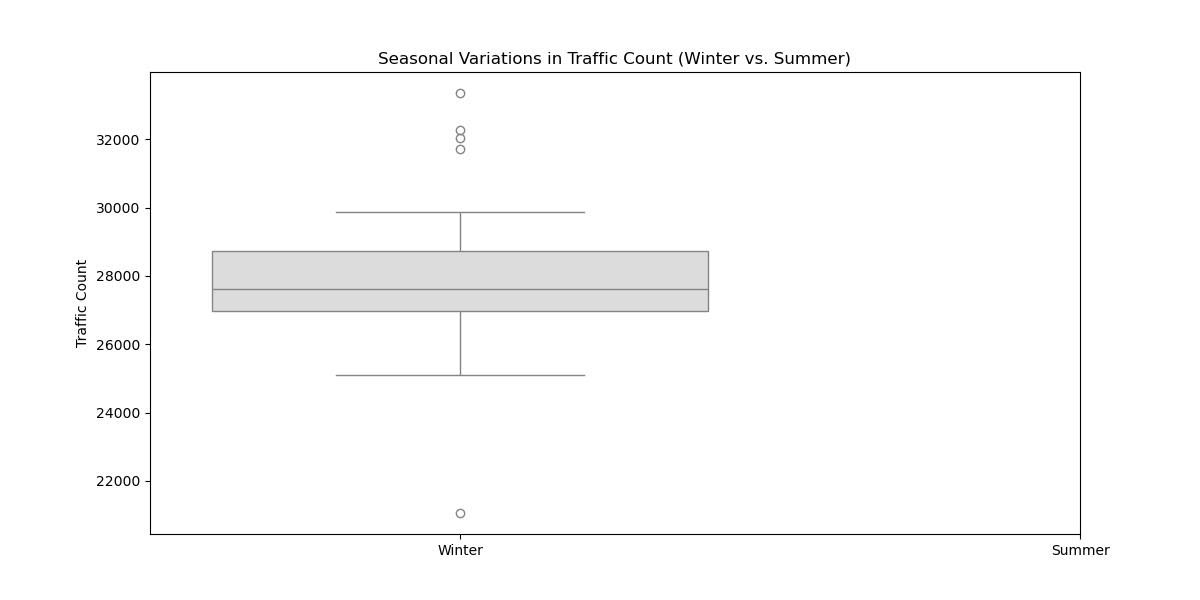 Seasonal Variations in Traffic Count (Winter vs. Summer)
Traffic Count
32000
30000
28000
26000
24000
22000
Winter
Summer